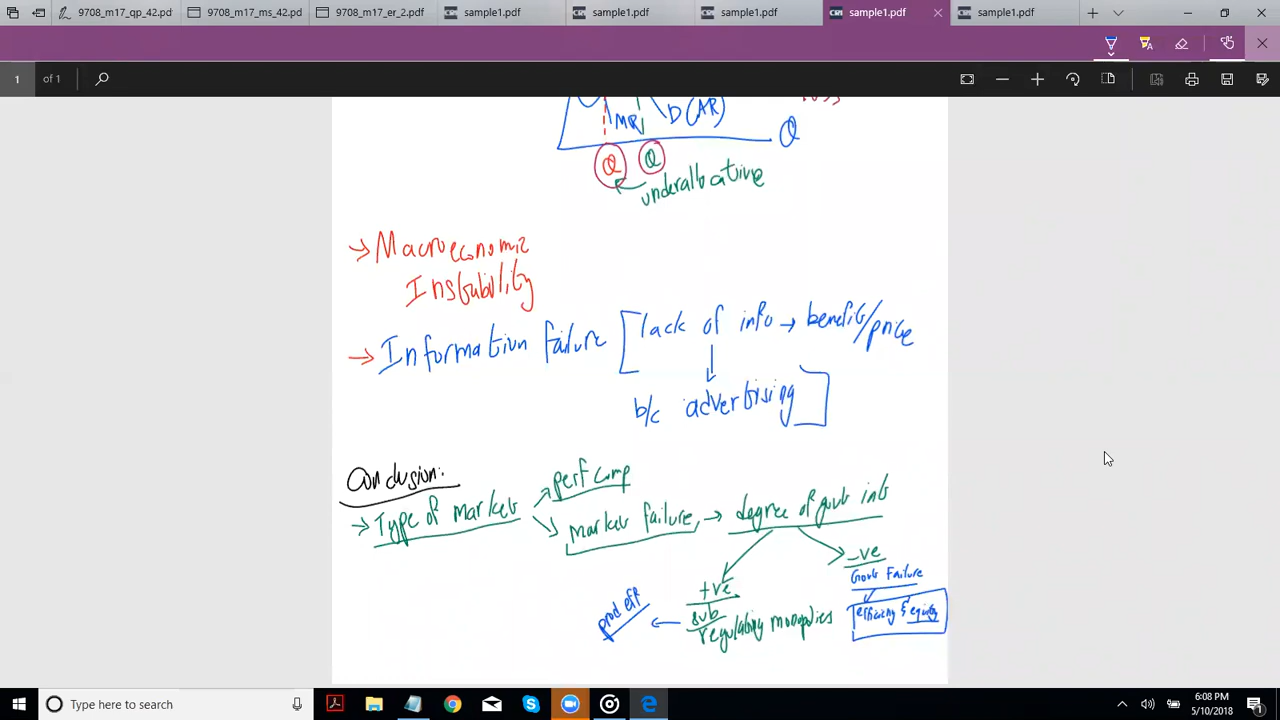 9708_m17_qp_42.pd
9708_m17_ms_42.p
9708_m17_er_2.pdf
sample1.pdf
sample1.pdf
sample1.pdf
sample1.pdf
sample1.pdf
1 of 1
MR
D(AR)
Q
Q
Q
underallocative
→ Macroeconomic
Instability
→ Information failure [lack of info → benefit/price
b/c advertising]
Conclusion:
→ Type of market
perf comp
market failure → degree of govt int
+ve
sub
regulating monopolies
prod eff
-ve
Govt Failure
efficiency & equity
Type here to search
6:08 PM
5/10/2018